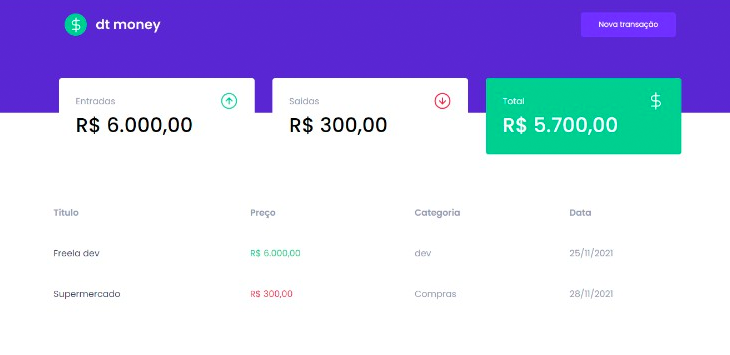 dt money
Nova transação
Entradas
Saídas
Total
R$ 6.000,00
R$ 300,00
R$ 5.700,00
Título
Preço
Categoria
Data
Freela dev
R$ 6.000,00
dev
25/11/2021
Supermercado
R$ 300,00
Compras
28/11/2021